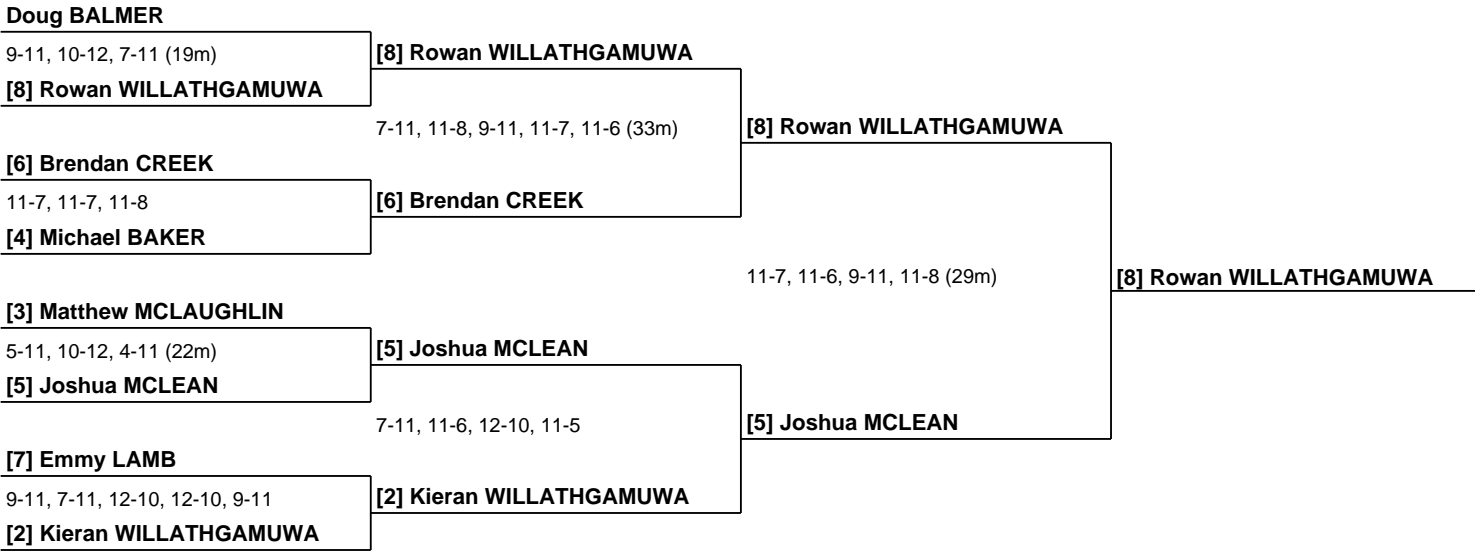 Doug BALMER
9-11, 10-12, 7-11 (19m)
[8] Rowan WILLATHGAMUWA
[8] Rowan WILLATHGAMUWA
7-11, 11-8, 9-11, 11-7, 11-6 (33m)
[8] Rowan WILLATHGAMUWA
[6] Brendan CREEK
11-7, 11-7, 11-8
[6] Brendan CREEK
[4] Michael BAKER
11-7, 11-6, 9-11, 11-8 (29m)
[8] Rowan WILLATHGAMUWA
[3] Matthew MCLAUGHLIN
5-11, 10-12, 4-11 (22m)
[5] Joshua MCLEAN
[5] Joshua MCLEAN
7-11, 11-6, 12-10, 11-5
[5] Joshua MCLEAN
[7] Emmy LAMB
9-11, 7-11, 12-10, 12-10, 9-11
[2] Kieran WILLATHGAMUWA
[2] Kieran WILLATHGAMUWA